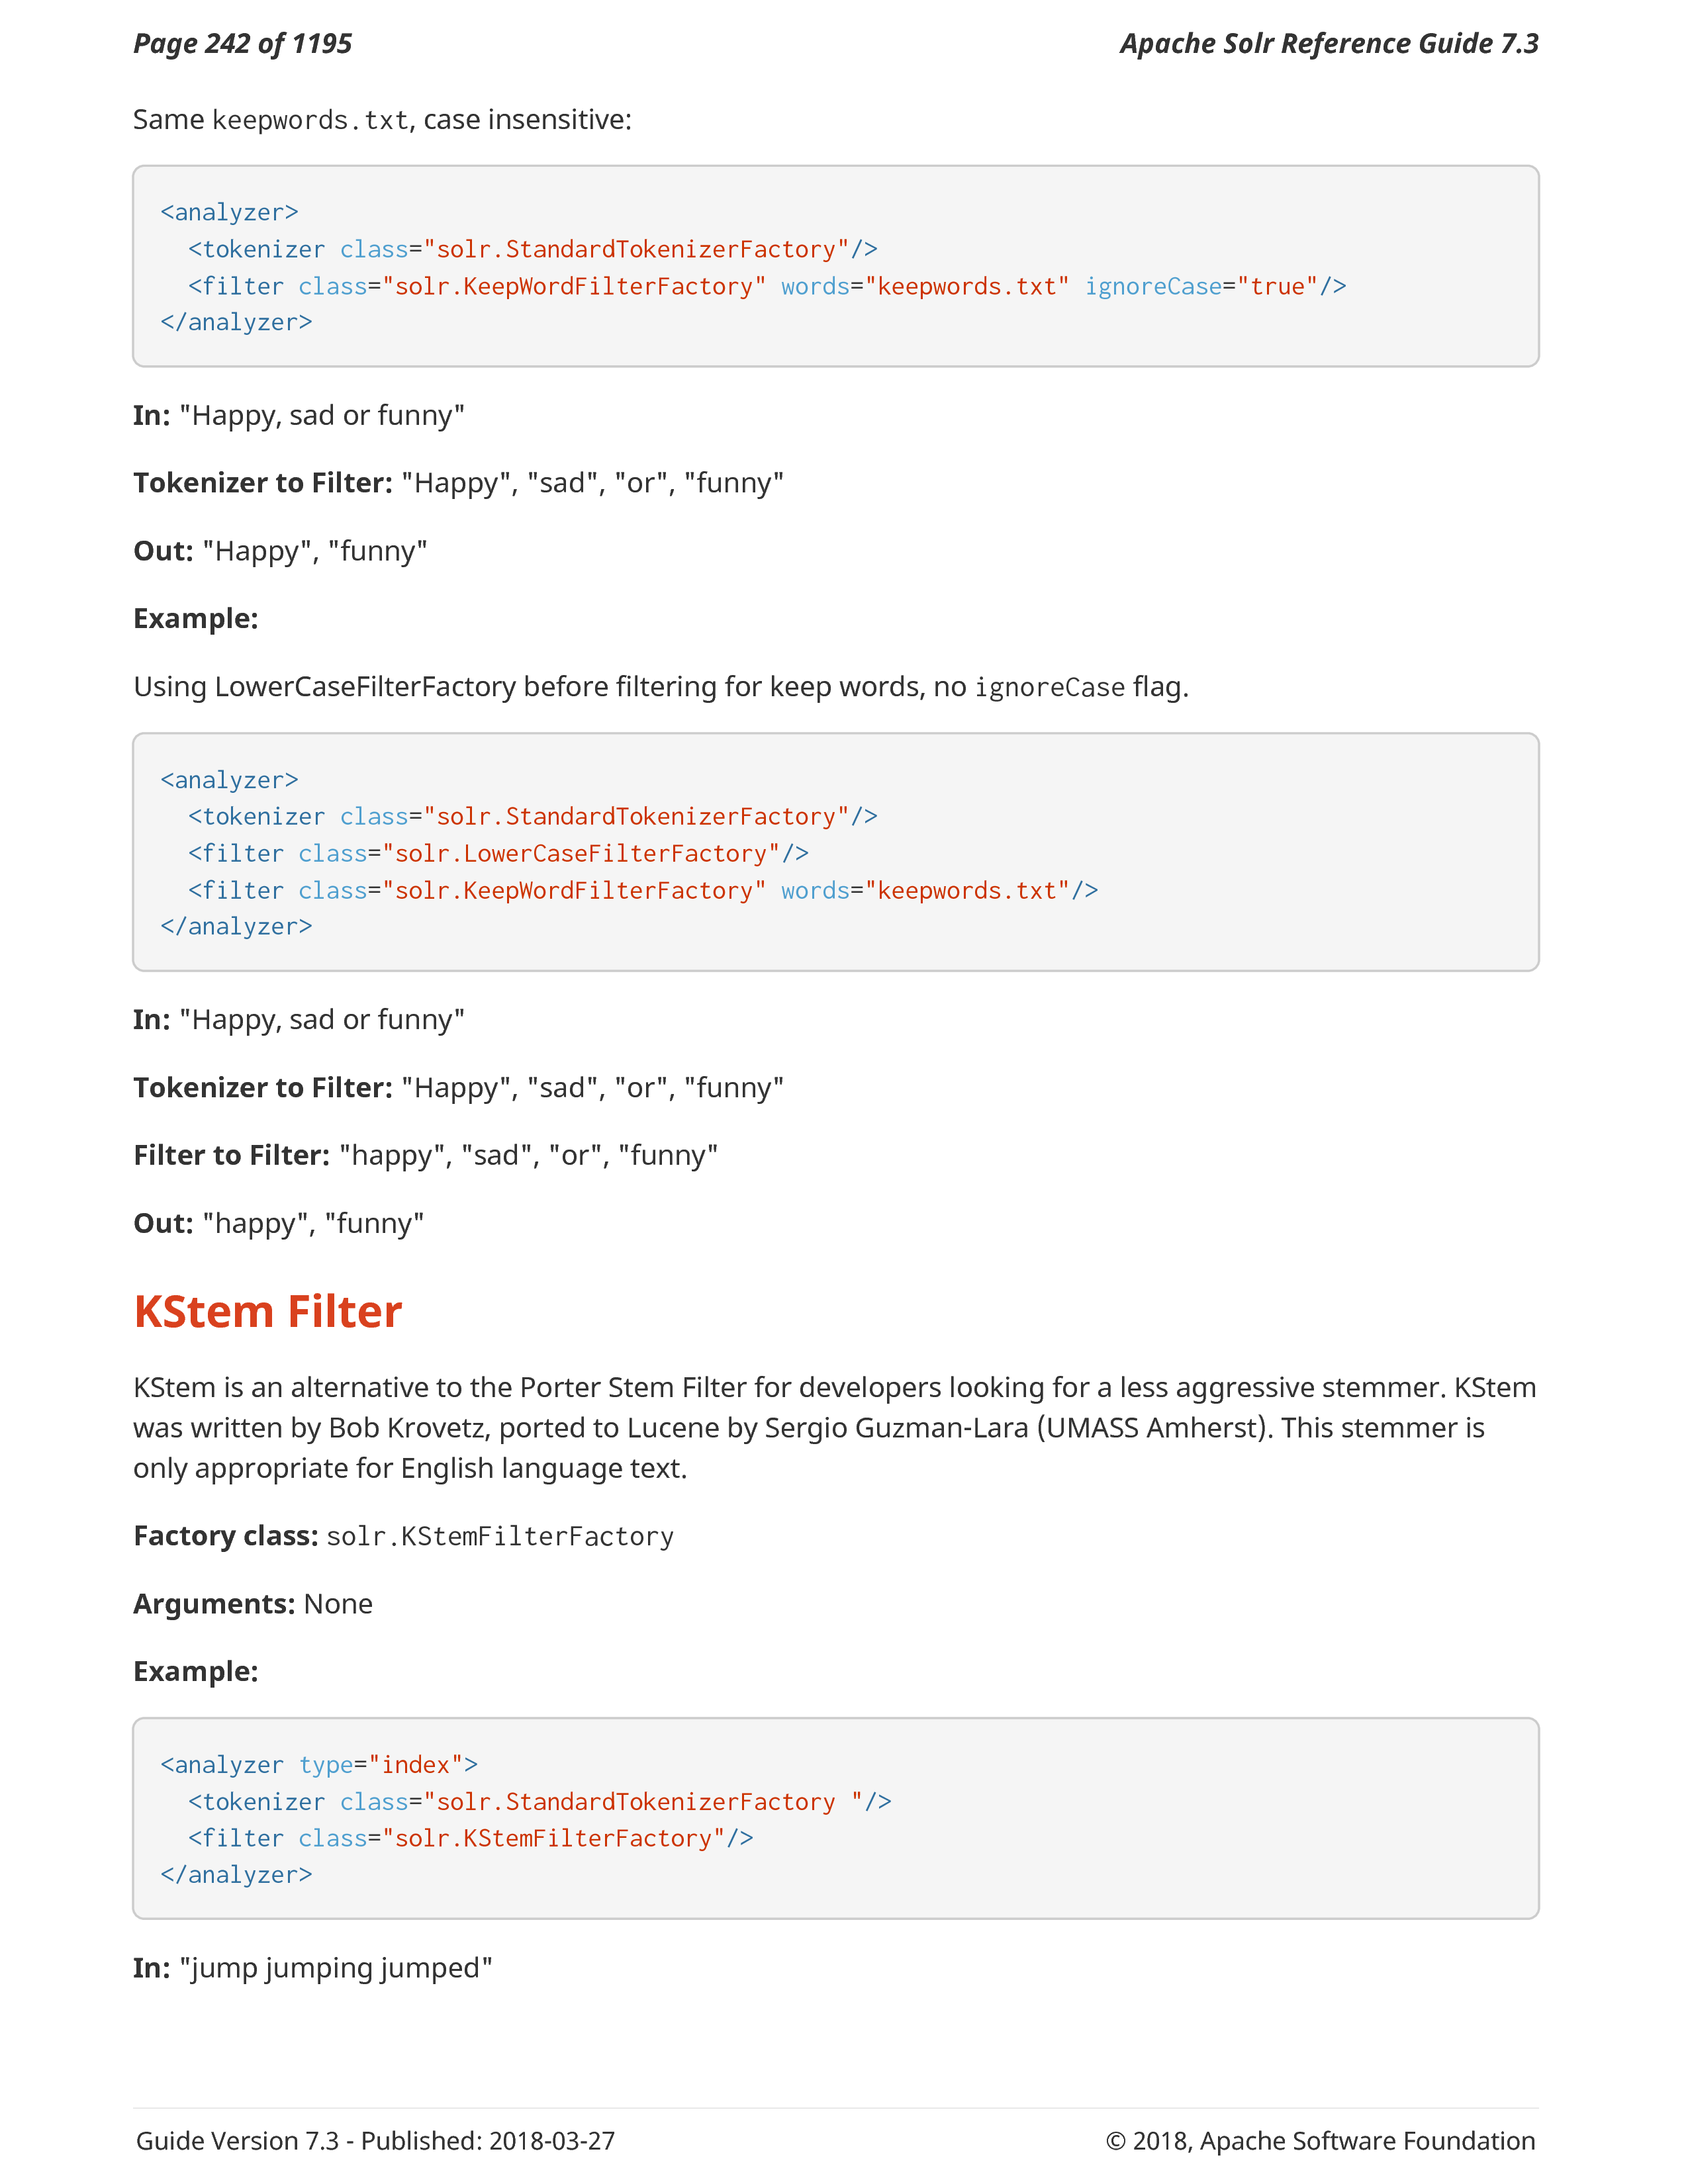 Page 242 of 1195
Apache Solr Reference Guide 7.3
Same keepwords.txt, case insensitive:
<analyzer>
  <tokenizer class="solr.StandardTokenizerFactory"/>
  <filter class="solr.KeepWordFilterFactory" words="keepwords.txt" ignoreCase="true"/>
</analyzer>
In: "Happy, sad or funny"
Tokenizer to Filter: "Happy", "sad", "or", "funny"
Out: "Happy", "funny"
Example:
Using LowerCaseFilterFactory before filtering for keep words, no ignoreCase flag.
<analyzer>
  <tokenizer class="solr.StandardTokenizerFactory"/>
  <filter class="solr.LowerCaseFilterFactory"/>
  <filter class="solr.KeepWordFilterFactory" words="keepwords.txt"/>
</analyzer>
In: "Happy, sad or funny"
Tokenizer to Filter: "Happy", "sad", "or", "funny"
Filter to Filter: "happy", "sad", "or", "funny"
Out: "happy", "funny"
KStem Filter
KStem is an alternative to the Porter Stem Filter for developers looking for a less aggressive stemmer. KStem
was written by Bob Krovetz, ported to Lucene by Sergio Guzman-Lara (UMASS Amherst). This stemmer is
only appropriate for English language text.
Factory class: solr.KStemFilterFactory
Arguments: None
Example:
<analyzer type="index">
  <tokenizer class="solr.StandardTokenizerFactory "/>
  <filter class="solr.KStemFilterFactory"/>
</analyzer>
In: "jump jumping jumped"
Guide Version 7.3 - Published: 2018-03-27
© 2018, Apache Software Foundation